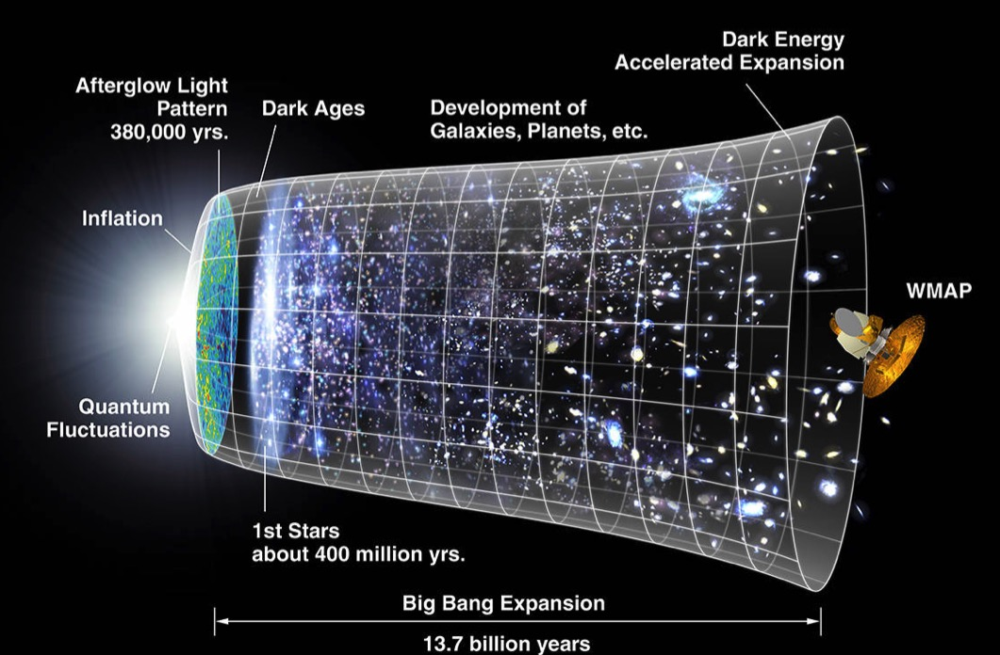 Dark Energy
Accelerated Expansion
Afterglow Light
Pattern
380,000 yrs.
Dark Ages
Development of
Galaxies, Planets, etc.
Inflation
WMAP
Quantum
Fluctuations
1st Stars
about 400 million yrs.
Big Bang Expansion
13.7 billion years